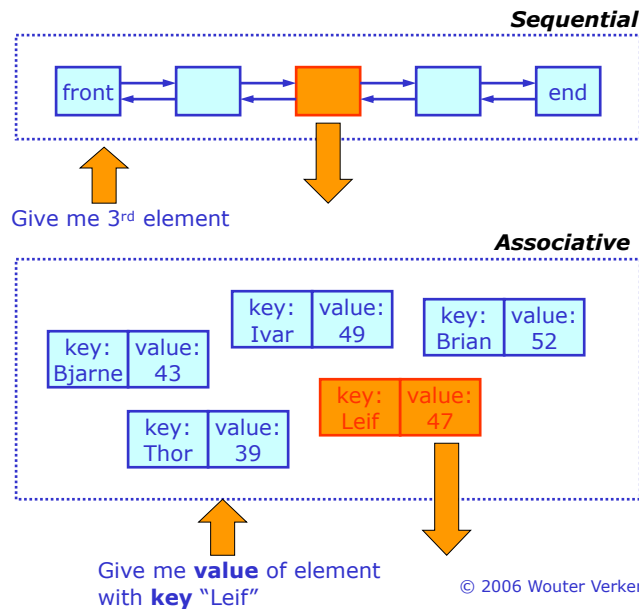 Sequential
front
end
Give me 3rd element
Associative
key: Ivar
value: 49
key: Brian
value: 52
key: Bjarne
value: 43
key: Leif
value: 47
key: Thor
value: 39
Give me value of element
with key “Leif”
© 2006 Wouter Verker